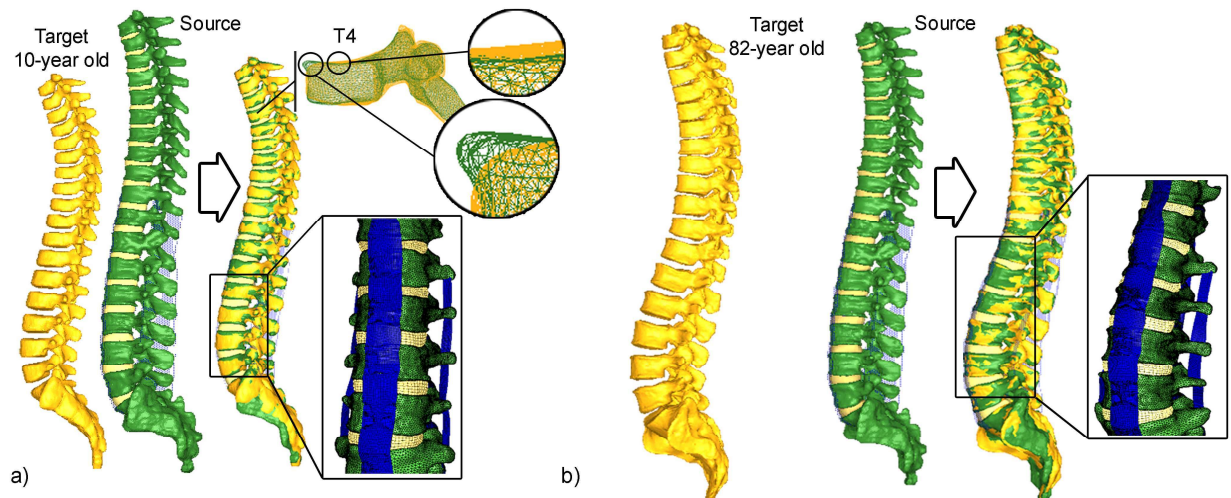 Target
10-year old
Source
T4
a)
Target
82-year old
Source
b)